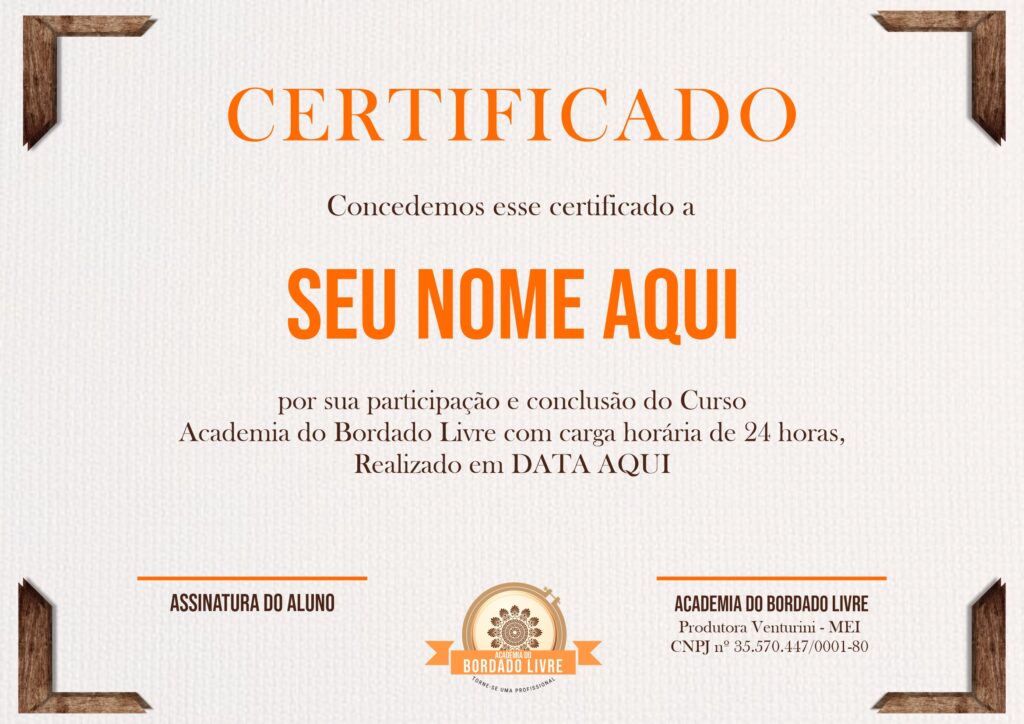 CERTIFICADO
Concedemos esse certificado a
SEU NOME AQUI
por sua participação e conclusão do Curso
Academia do Bordado Livre com carga horária de 24 horas,
Realizado em DATA AQUI
ASSINATURA DO ALUNO
ACADEMIA DO
BORDADO LIVRE
TORNE-SE UMA PROFISSIONAL
ACADEMIA DO BORDADO LIVRE
Produtora Venturini - MEI
CNPJ nº 35.570.447/0001-80